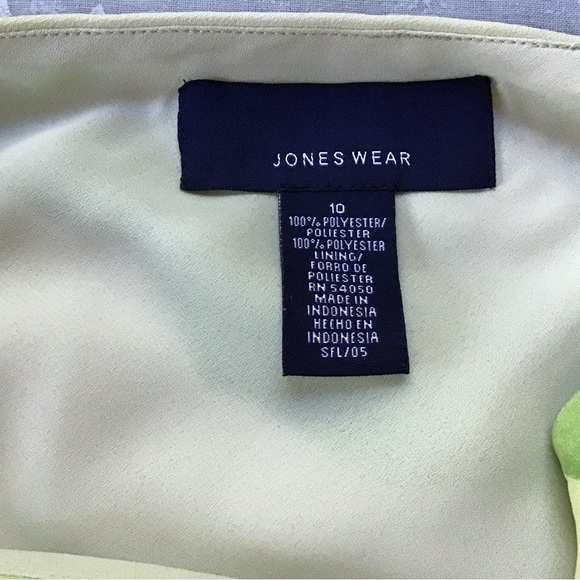 JONES WEAR
10
100% POLYESTER/
POLIESTER
100% POLYESTER
LINING/
FORRO DE
POLIESTER
RN 54050
MADE IN
INDONESIA
HECHO EN
INDONESIA
SFL/05